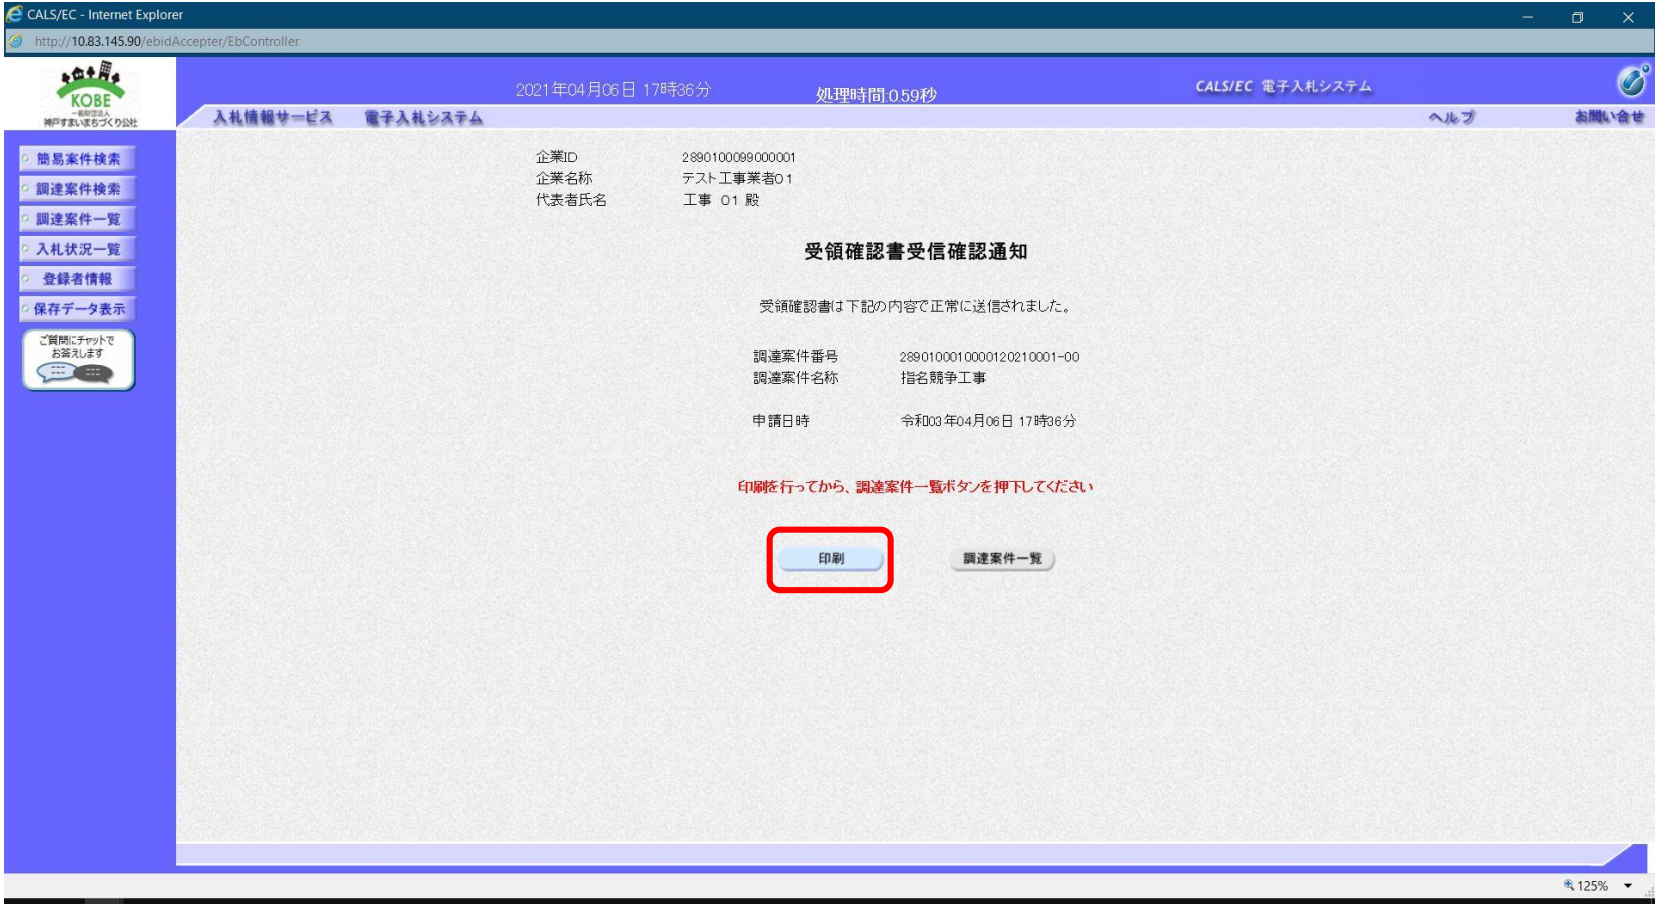 CALS/EC - Internet Explorer
http://10.83.145.90/ebidAccepter/EbController
KOBE
一般財団法人
神戸すまいまちづくり公社
2021年04月06日 17時36分
処理時間:0.59秒
CALS/EC 電子入札システム
入札情報サービス
電子入札システム
ヘルプ
お問い合せ
簡易案件検索
調達案件検索
調達案件一覧
入札状況一覧
登録者情報
保存データ表示
ご質問にチャットで
お答えします
企業ID 2890100099000001
企業名称 テスト工事業者01
代表者氏名 工事 01 殿
受領確認書受信確認通知
受領確認書は下記の内容で正常に送信されました。
調達案件番号 2890100010000120210001-00
調達案件名称 指名競争工事
申請日時 令和03年04月06日 17時36分
印刷を行ってから、調達案件一覧ボタンを押下してください
印刷
調達案件一覧
125%